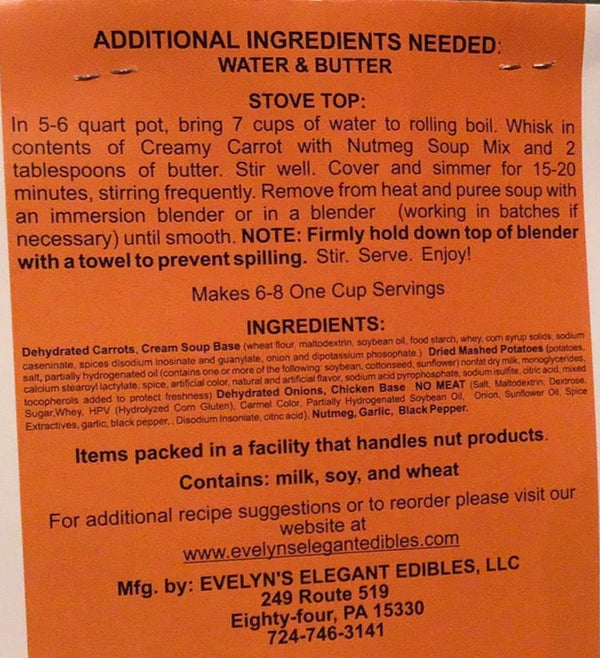 ADDITIONAL INGREDIENTS NEEDED:
WATER & BUTTER
STOVE TOP:
In 5-6 quart pot, bring 7 cups of water to rolling boil. Whisk in
contents of Creamy Carrot with Nutmeg Soup Mix and 2
tablespoons of butter. Stir well. Cover and simmer for 15-20
minutes, stirring frequently. Remove from heat and puree soup with
an immersion blender or in a blender (working in batches if
necessary) until smooth. NOTE: Firmly hold down top of blender
with a towel to prevent spilling. Stir. Serve. Enjoy!
Makes 6-8 One Cup Servings
INGREDIENTS:
Dehydrated Carrots, Cream Soup Base (wheat flour, maltodextrin, soybean oil, food starch, whey, corn syrup solids, sodium
caseninate, spices disodium inosinate and guanylate, onion and dipotassium phosophate.) Dried Mashed Potatoes (potatoes,
salt, partially hydrogenated oil (contains one or more of the following: soybean, cottonseed, sunflower) nonfat dry milk, monoglycerides,
calcium stearoyl lactylate, spice, artificial color, natural and artificial flavor, sodium acid pyrophosphate, sodium isulfite, citric acid, mixed
tocopherols added to protect freshness) Dehydrated Onions, Chicken Base NO MEAT (Salt, Maltodextrin, Dextrose,
Sugar,Whey, HPV (Hydrolyzed Corn Gluten), Carmel Color, Partially Hydrogenated Soybean Oil, Onion, Sunflower Oil, Spice
Extractives, garlic, black pepper, , Disodium Insoniate, citric acid), Nutmeg, Garlic, Black Pepper.
Items packed in a facility that handles nut products.
Contains: milk, soy, and wheat
For additional recipe suggestions or to reorder please visit our
website at
www.evelynselegantedibles.com
Mfg. by: EVELYN'S ELEGANT EDIBLES, LLC
249 Route 519
Eighty-four, PA 15330
724-746-3141